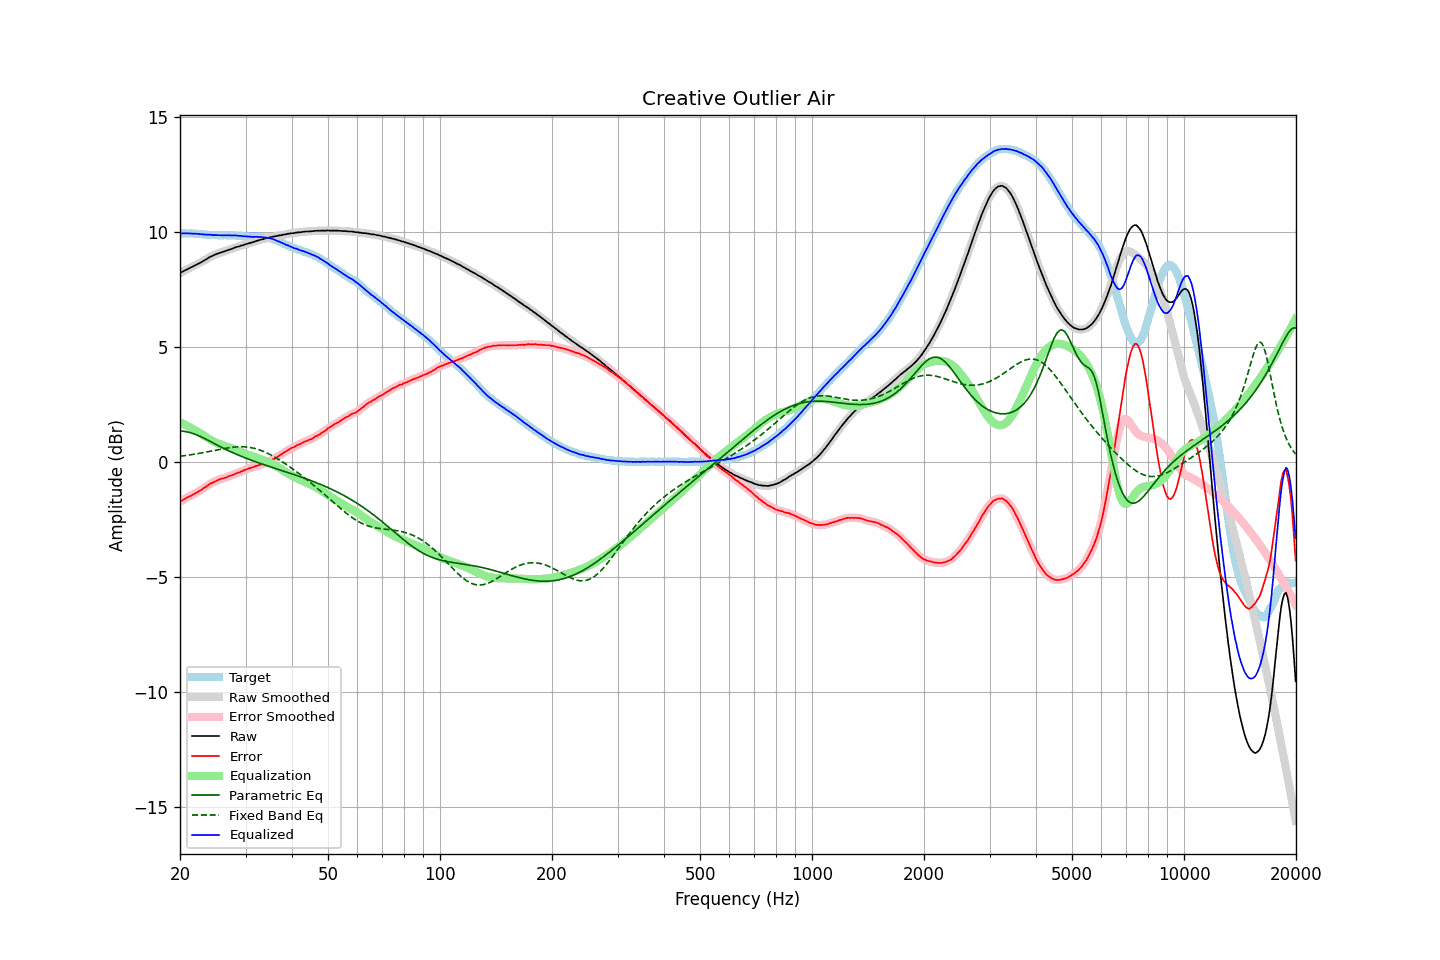 Creative Outlier Air
15
10
5
0
−5
−10
−15
Amplitude (dBr)
Target
Raw Smoothed
Error Smoothed
Raw
Error
Equalization
Parametric Eq
Fixed Band Eq
Equalized
20 50 100 200 500 1000 2000 5000 10000 20000
Frequency (Hz)